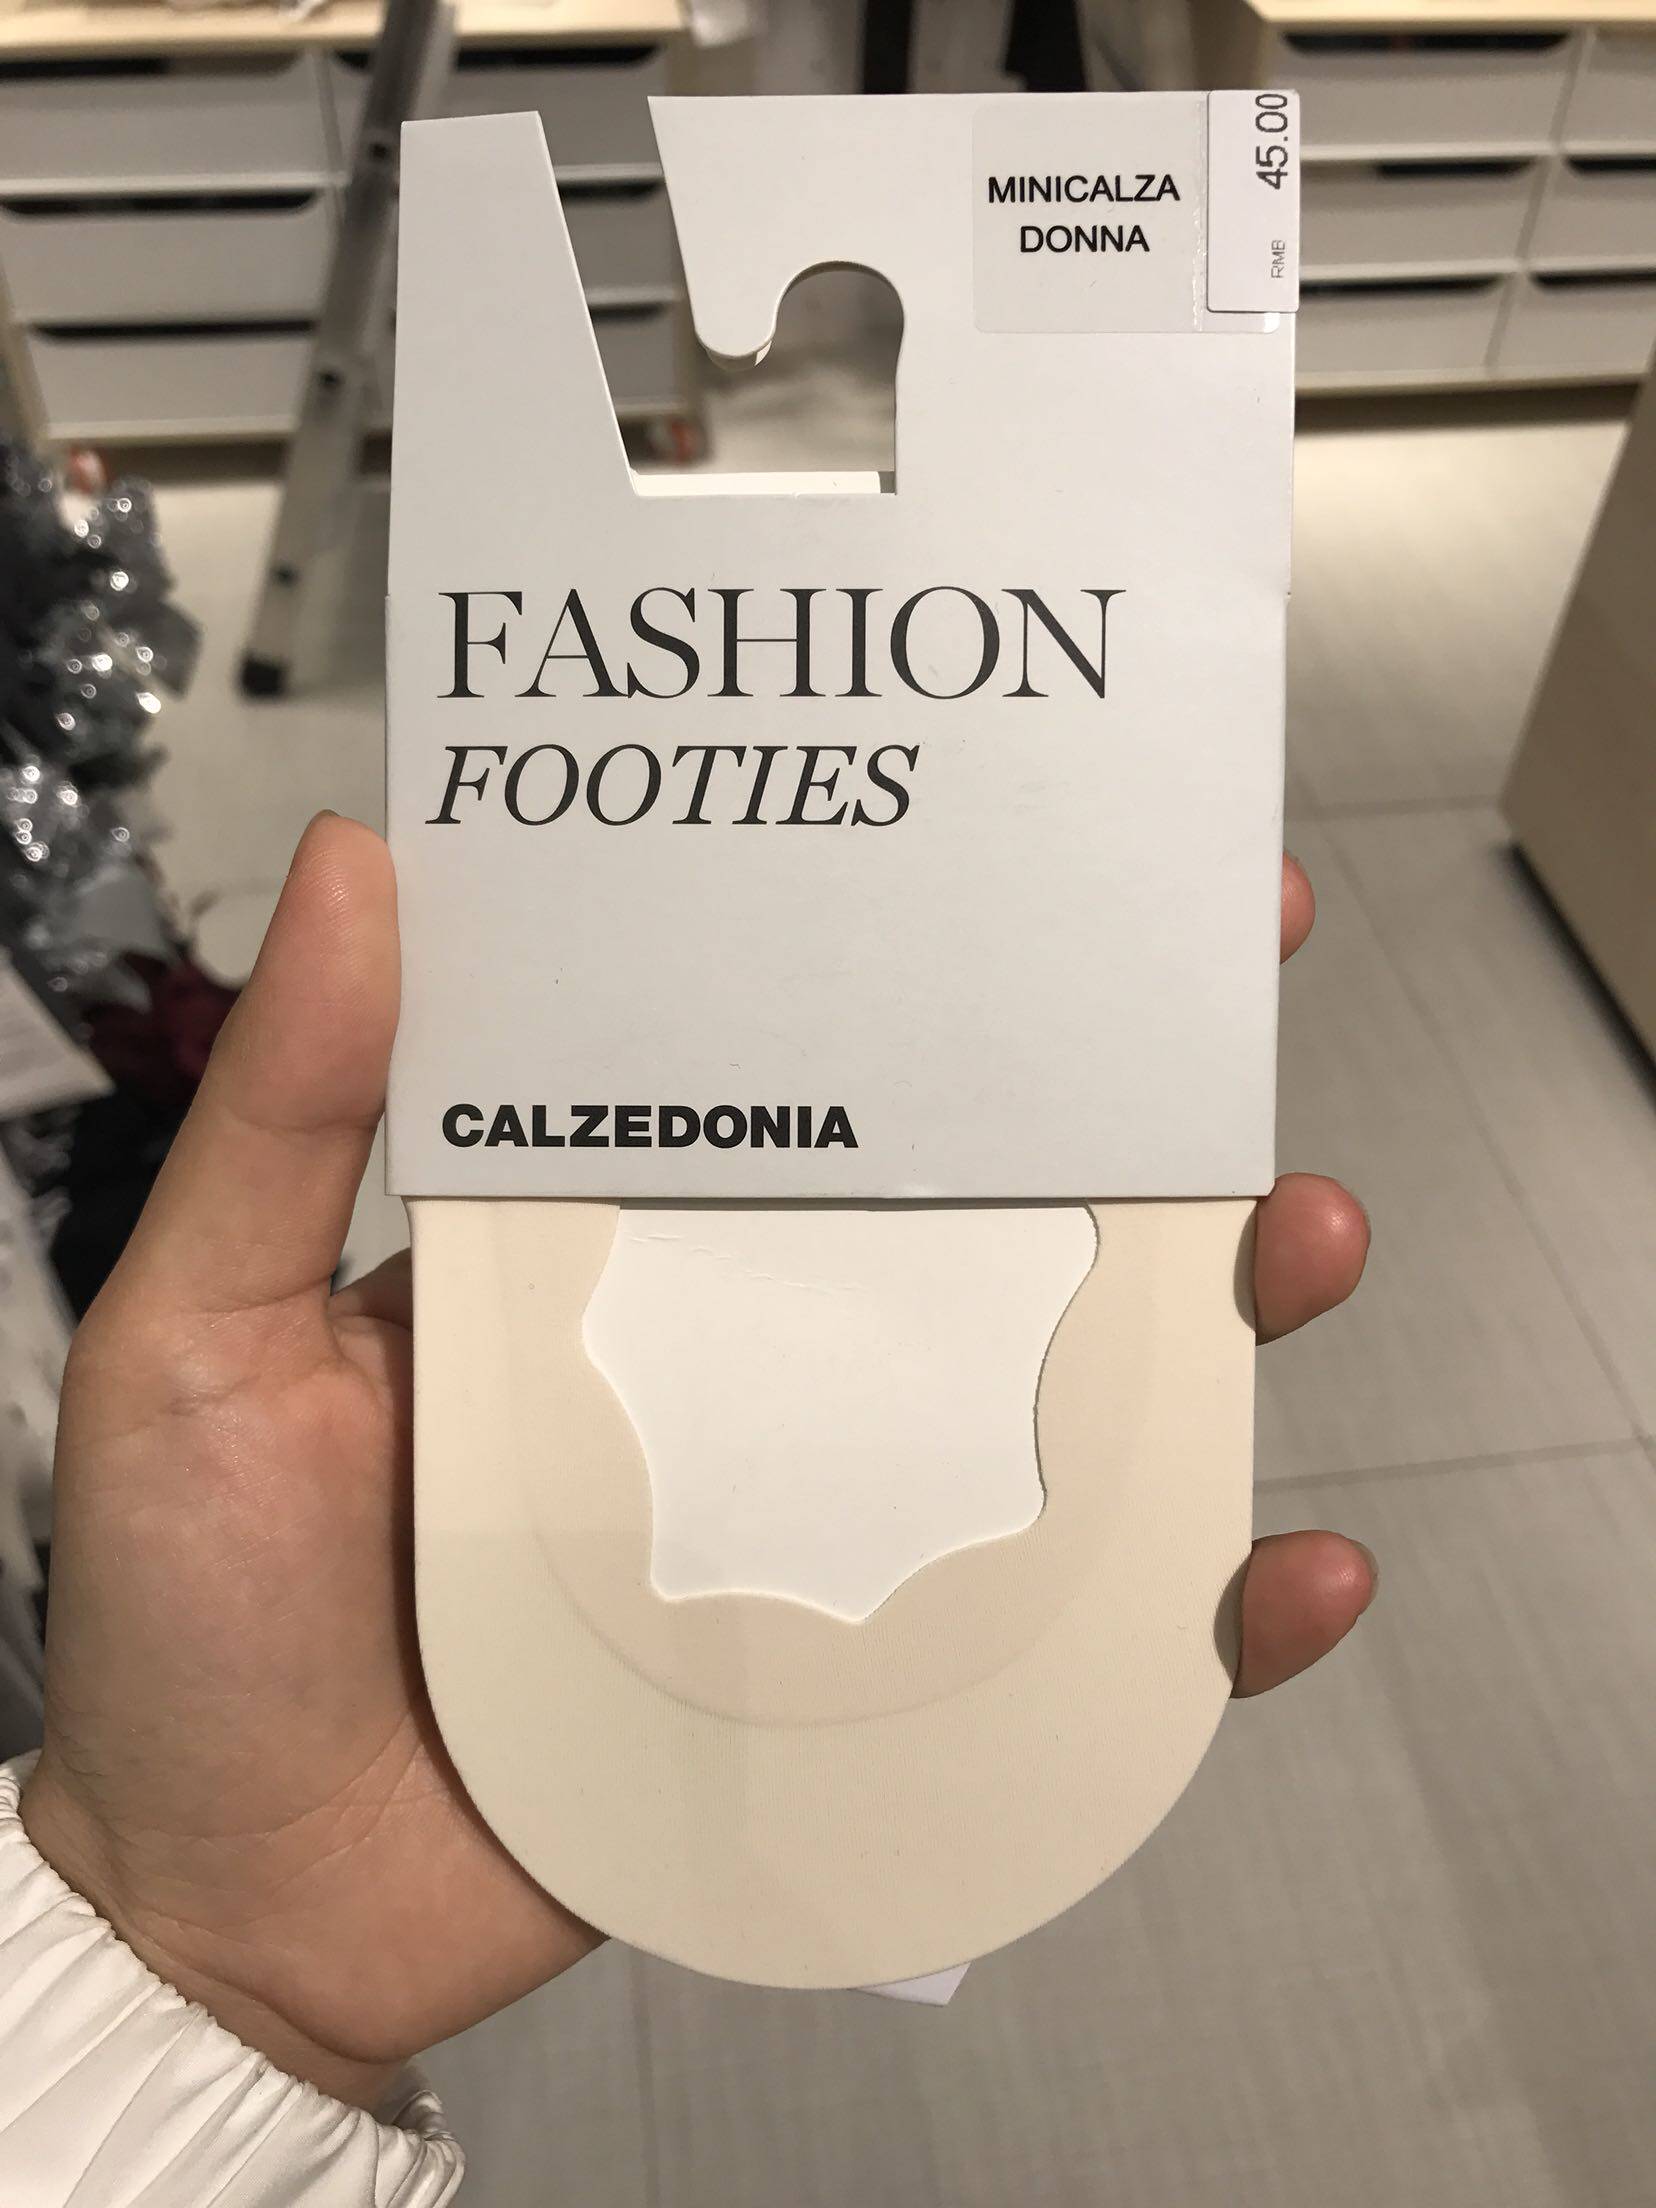 MINICALZA
DONNA
45.00
RMB
FASHION
FOOTIES
CALZEDONIA